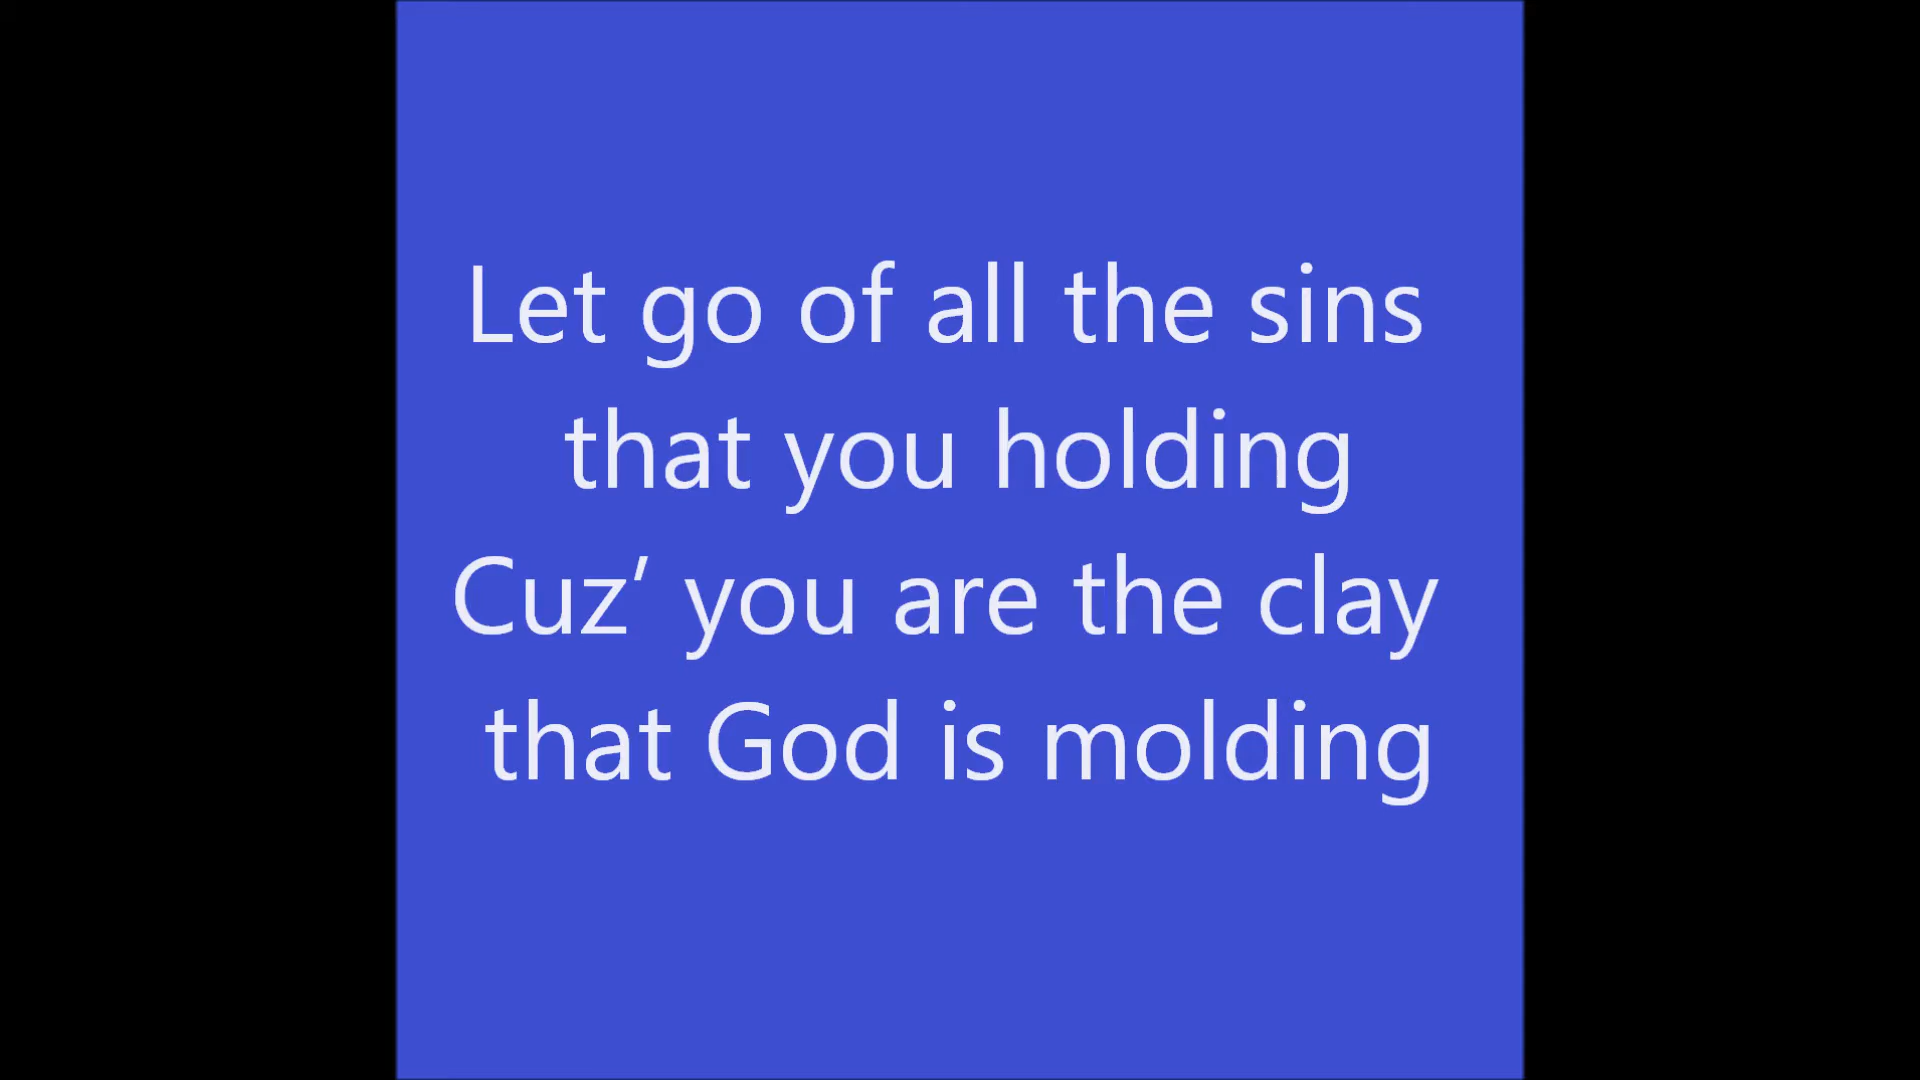 Let go of all the sins
that you holding
Cuz’ you are the clay
that God is molding